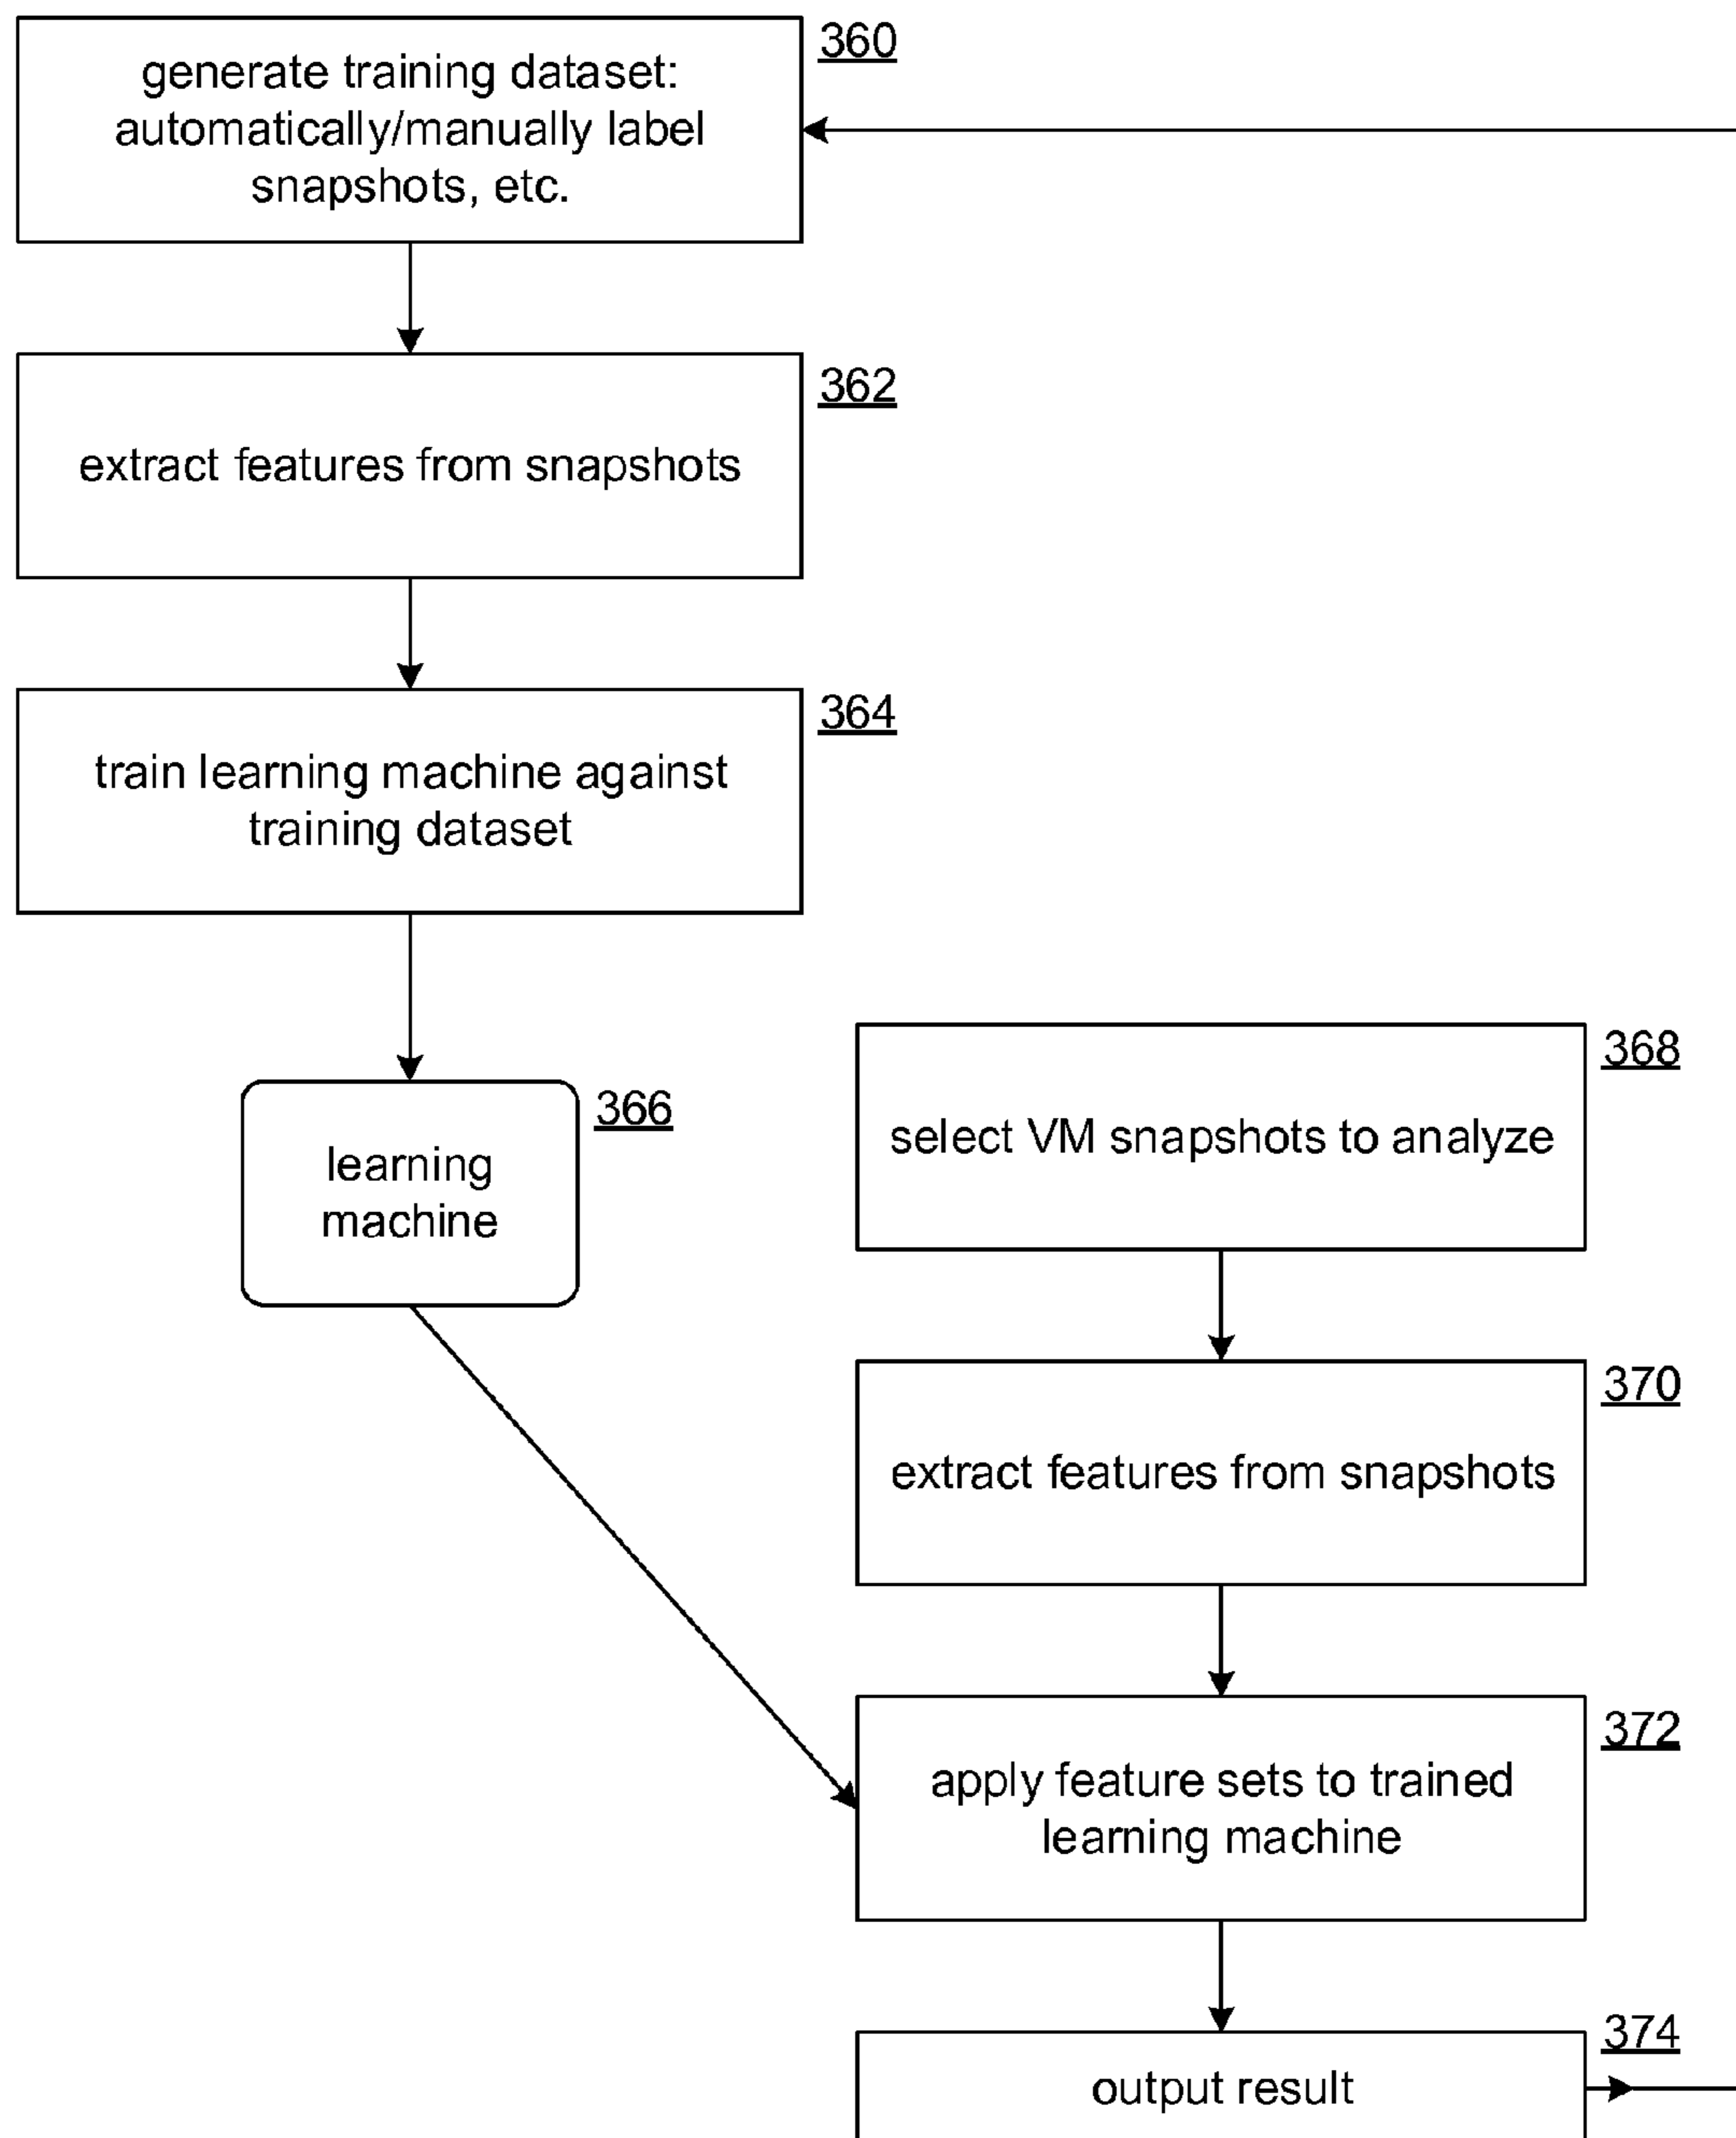 360
generate training dataset:
automatically/manually label
snapshots, etc.
362
extract features from snapshots
364
train learning machine against
training dataset
366
learning
machine
368
select VM snapshots to analyze
370
extract features from snapshots
372
apply feature sets to trained
learning machine
374
output result